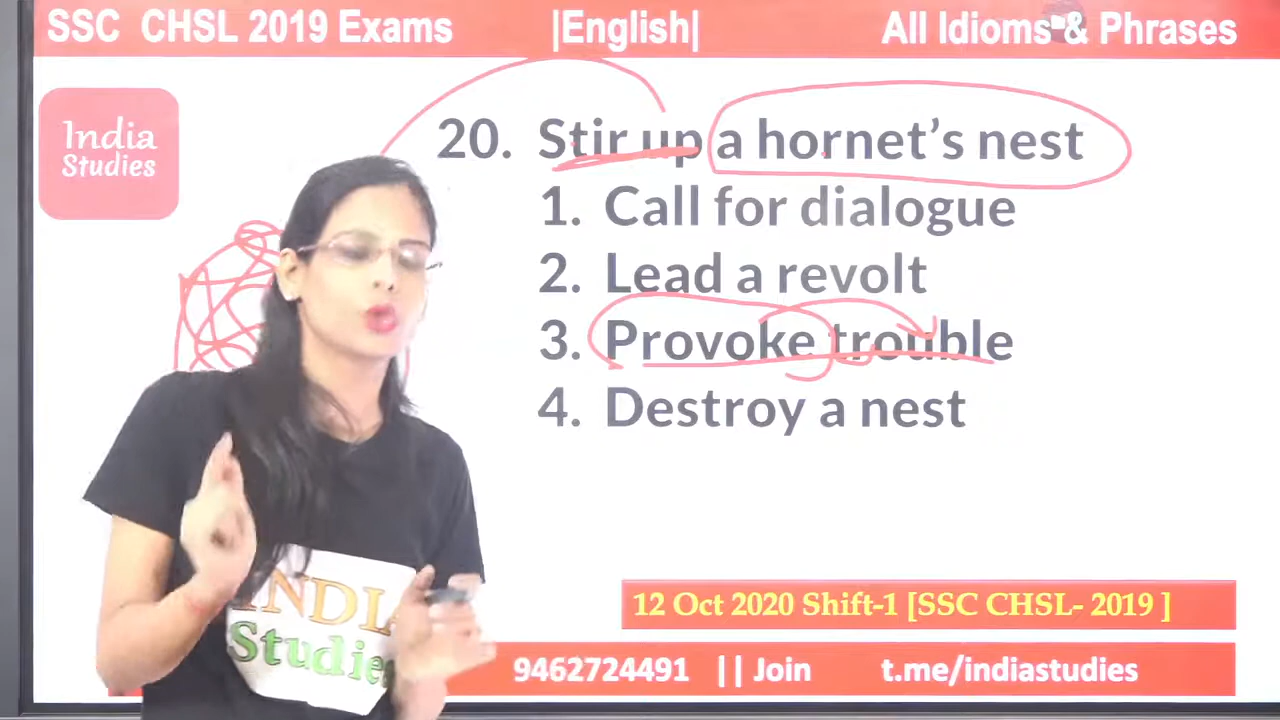 SSC CHSL 2019 Exams |English| All Idioms & Phrases
India
Studies
20. Stir up a hornet's nest
1. Call for dialogue
2. Lead a revolt
3. Provoke trouble
4. Destroy a nest
INDIA
Studies
12 Oct 2020 Shift-1 [SSC CHSL- 2019 ]
9462724491 || Join t.me/indiastudies